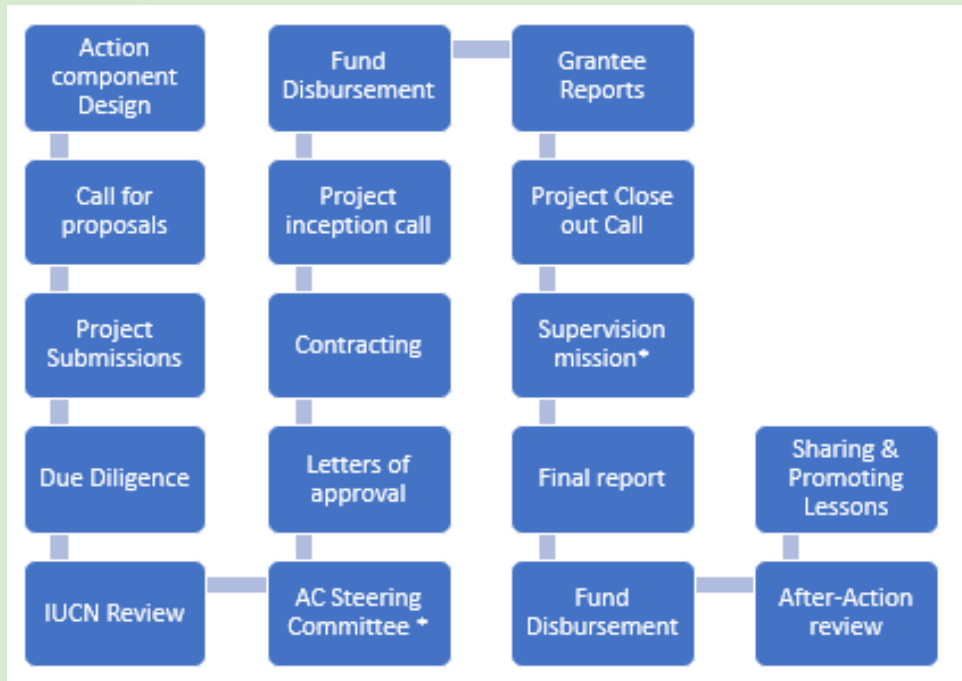 Action
component
Design
Call for
proposals
Project
Submissions
Due Diligence
IUCN Review
AC Steering
Committee *
Letters of
approval
Contracting
Project
inception call
Fund
Disbursement
Grantee
Reports
Project Close
out Call
Supervision
mission*
Final report
Fund
Disbursement
After-Action
review
Sharing &
Promoting
Lessons